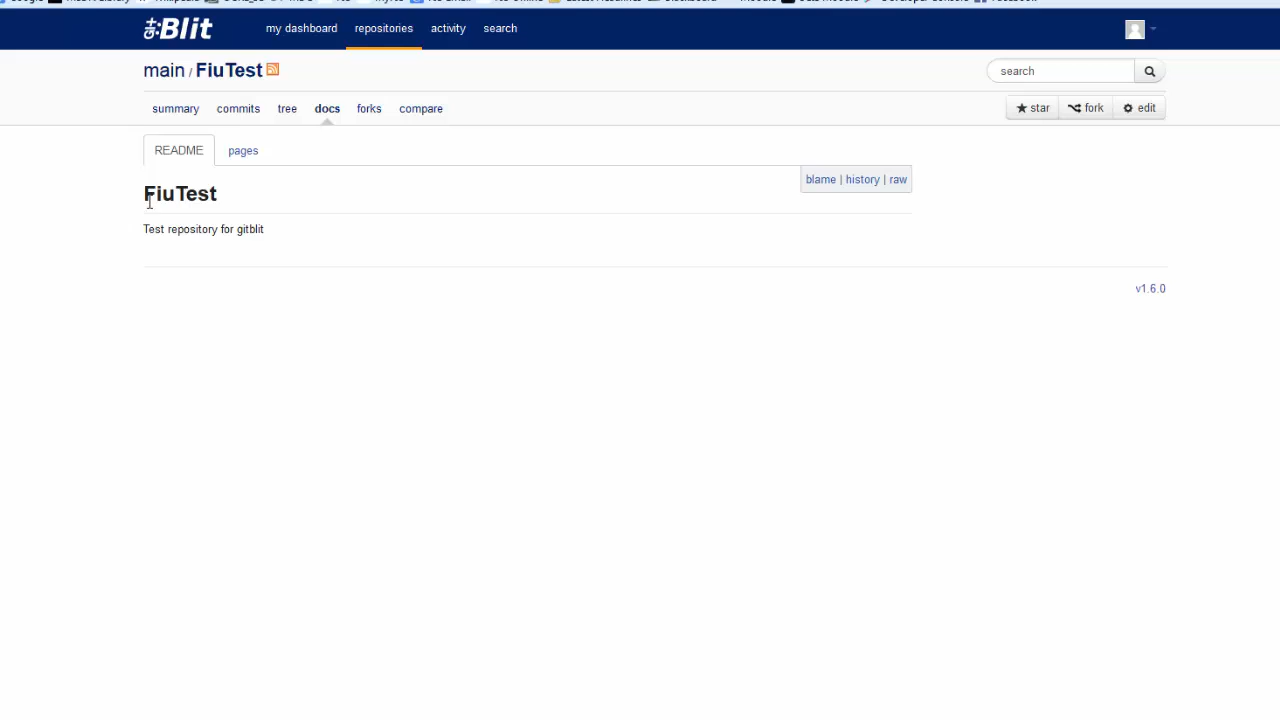 Blit my dashboard repositories activity search
main / FiuTest
search
summary commits tree docs forks compare
star fork edit
README pages
blame | history | raw
FiuTest
Test repository for gitblit
v1.6.0